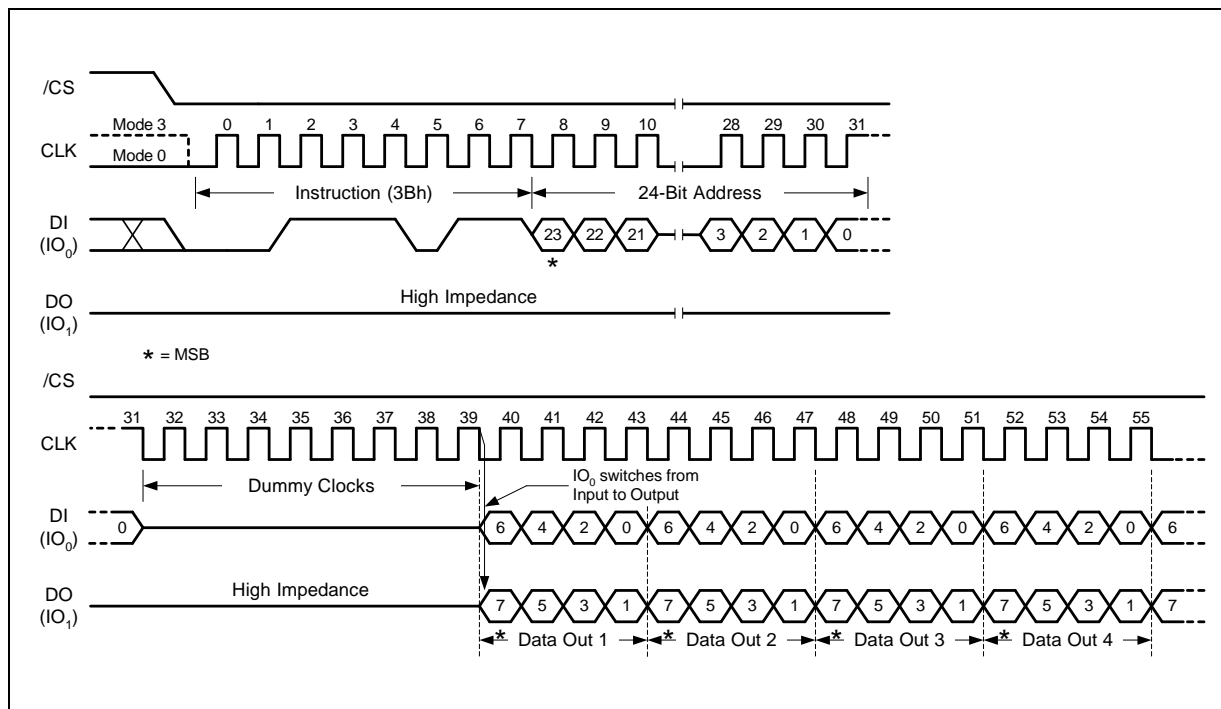 /CS
Mode 3 0 1 2 3 4 5 6 7 8 9 10 28 29 30 31
CLK Mode 0
Instruction (3Bh) 24-Bit Address
DI
(IO0) 23 22 21 3 2 1 0
*
DO High Impedance
(IO1)
* = MSB
/CS
31 32 33 34 35 36 37 38 39 40 41 42 43 44 45 46 47 48 49 50 51 52 53 54 55
CLK
Dummy Clocks
IO0 switches from
Input to Output
DI
(IO0) 0 6 4 2 0 6 4 2 0 6 4 2 0 6 4 2 0 6
DO High Impedance
(IO1) 7 5 3 1 7 5 3 1 7 5 3 1 7 5 3 1 7
* Data Out 1 * Data Out 2 * Data Out 3 * Data Out 4